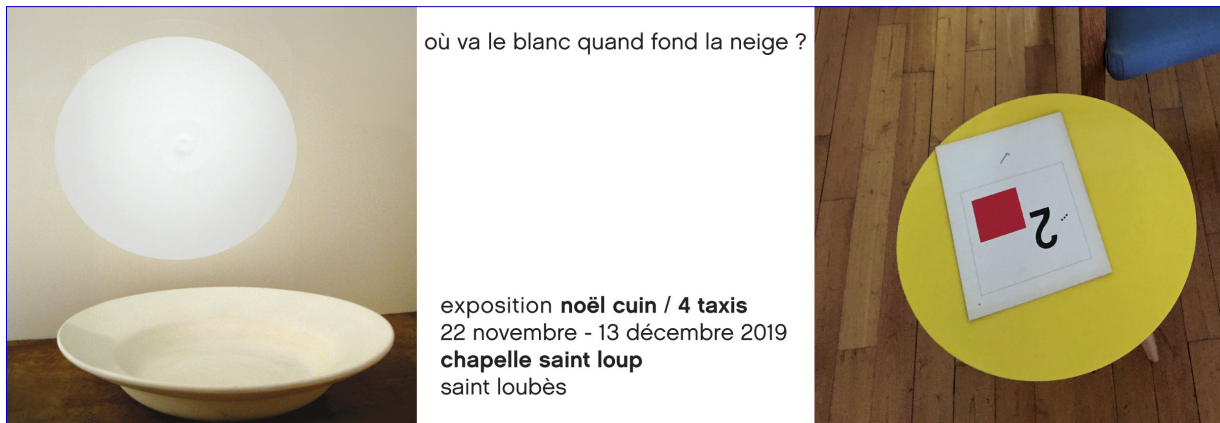 où va le blanc quand fond la neige ?
exposition noël cuin / 4 taxis
22 novembre - 13 décembre 2019
chapelle saint loup
saint loubès
2